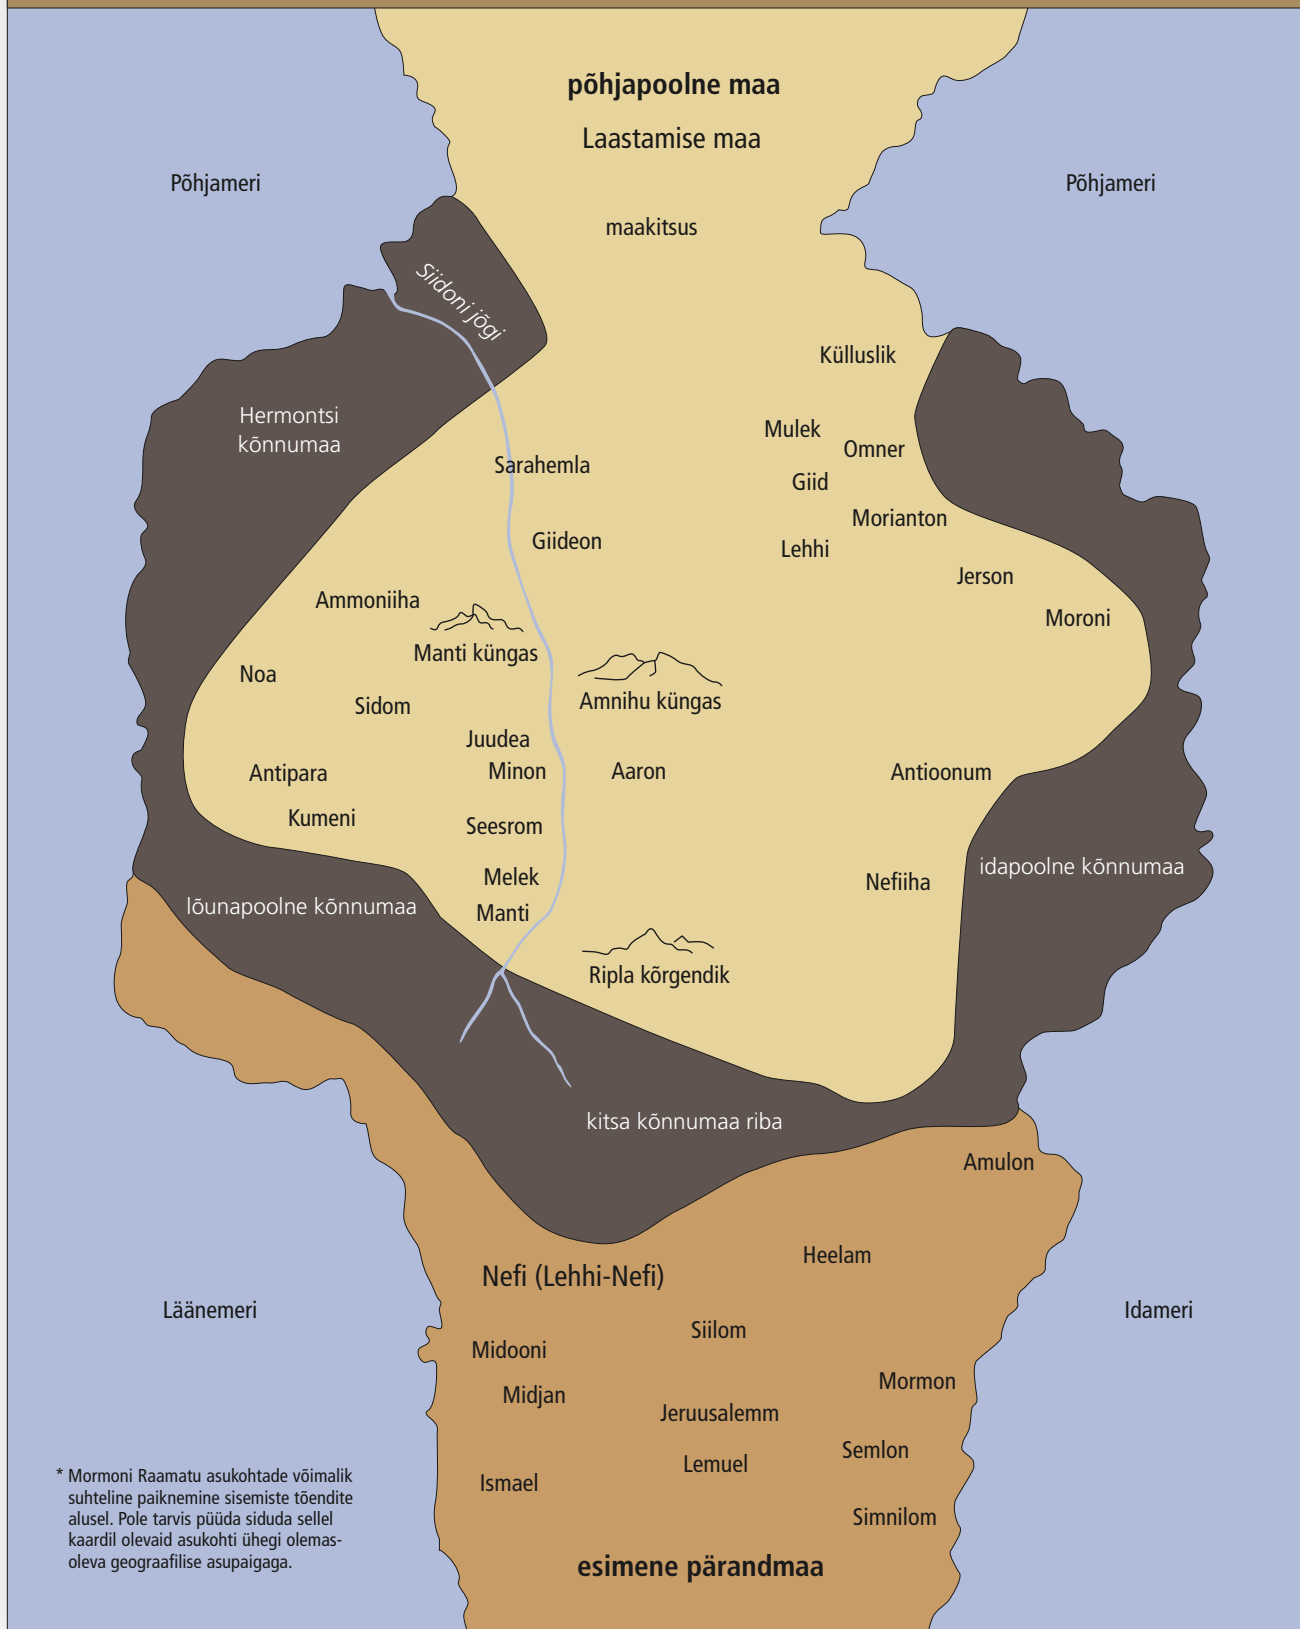 põhjapoolne maa
Laastamise maa
Põhjameri
Põhjameri
maakitsus
Siidoni jõgi
Külluslik
Hermontsi
kõnnumaa
Mulek
Omner
Sarahemla
Giid
Morianton
Giideon
Lehhi
Jerson
Ammoniiha
Moroni
Manti küngas
Noa
Amnihu küngas
Sidom
Juudea
Antipara
Minon
Aaron
Antioonum
Kumeni
Seesrom
idapoolne kõnnumaa
Melek
Nefiiha
lõunapoolne kõnnumaa
Manti
Ripla kõrgendik
kitsa kõnnumaa riba
Amulon
Heelam
Nefi (Lehhi-Nefi)
Läänemeri
Idameri
Siilom
Midooni
Mormon
Midjan
Jeruusalemm
Semlon
Lemuel
Ismael
Simnilom
esimene pärandmaa
* Mormoni Raamatu asukohtade võimalik
suhteline paiknemine sisemiste tõendite
alusel. Pole tarvis püüda siduda sellel
kaardil olevaid asukohti ühegi olemas-
oleva geograafilise asupaigaga.